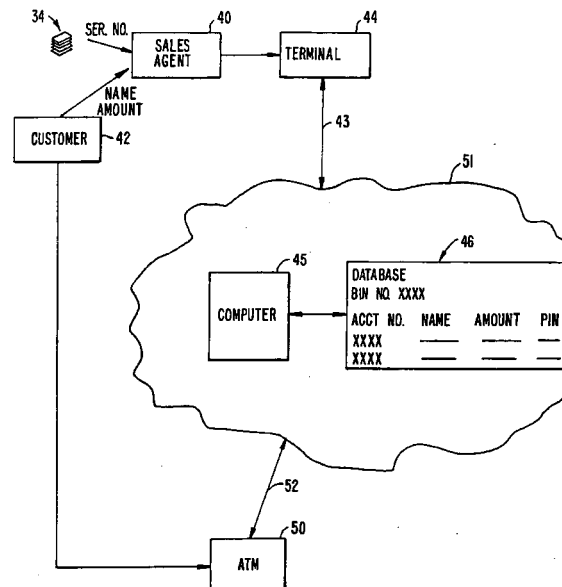 34
SER. NO.
40
SALES
AGENT
44
TERMINAL
NAME
AMOUNT
CUSTOMER
42
43
51
45
COMPUTER
46
DATABASE
BIN NO. XXXX
ACCT NO. NAME AMOUNT PIN
XXXX
XXXX
52
50
ATM